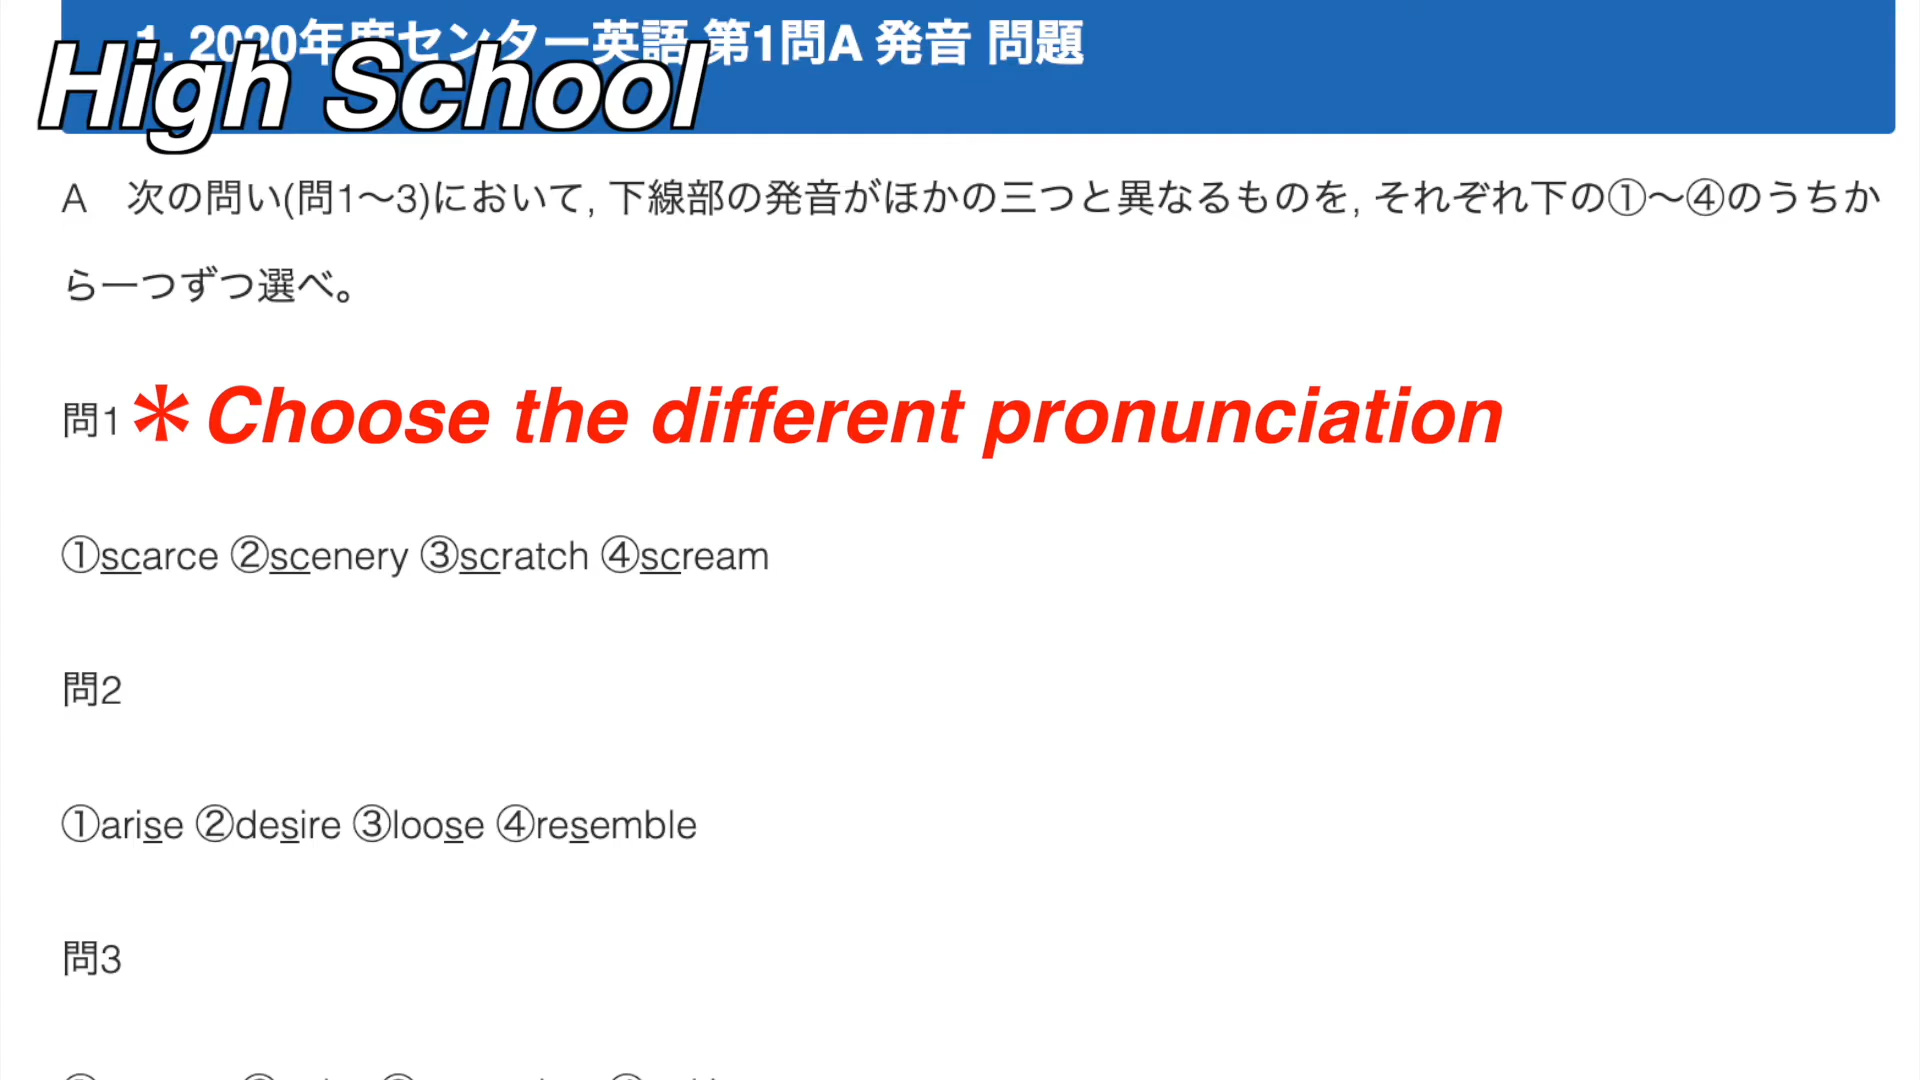 1. 2020年度センター英語 第1問A 発音 問題
High School
A 次の問い(問1〜3)において, 下線部の発音がほかの三つと異なるものを, それぞれ下の①〜④のうちか
ら一つずつ選べ。
問1 *Choose the different pronunciation
①scarce ②scenery ③scratch ④scream
問2
①arise ②desire ③loose ④resemble
問3